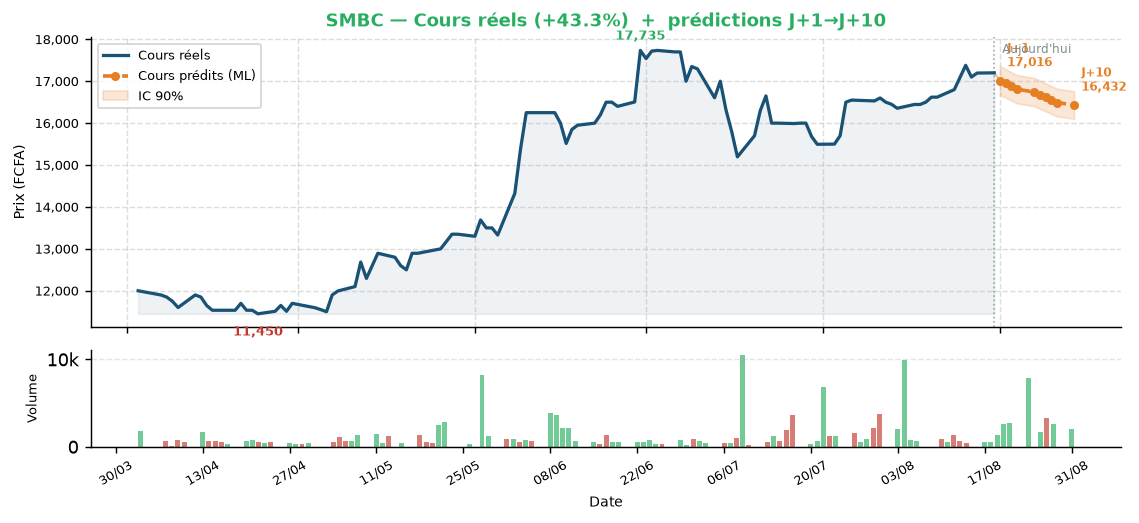 SMBC — Cours réels (+43.3%) + prédictions J+1→J+10
17,735
Cours réels
Cours prédits (ML)
IC 90%
Aujourd'hui
J+1
17,016
J+10
16,432
18,000
17,000
16,000
15,000
14,000
13,000
12,000
Prix (FCFA)
11,450
10k
0
Volume
30/03 13/04 27/04 11/05 25/05 08/06 22/06 06/07 20/07 03/08 17/08 31/08
Date